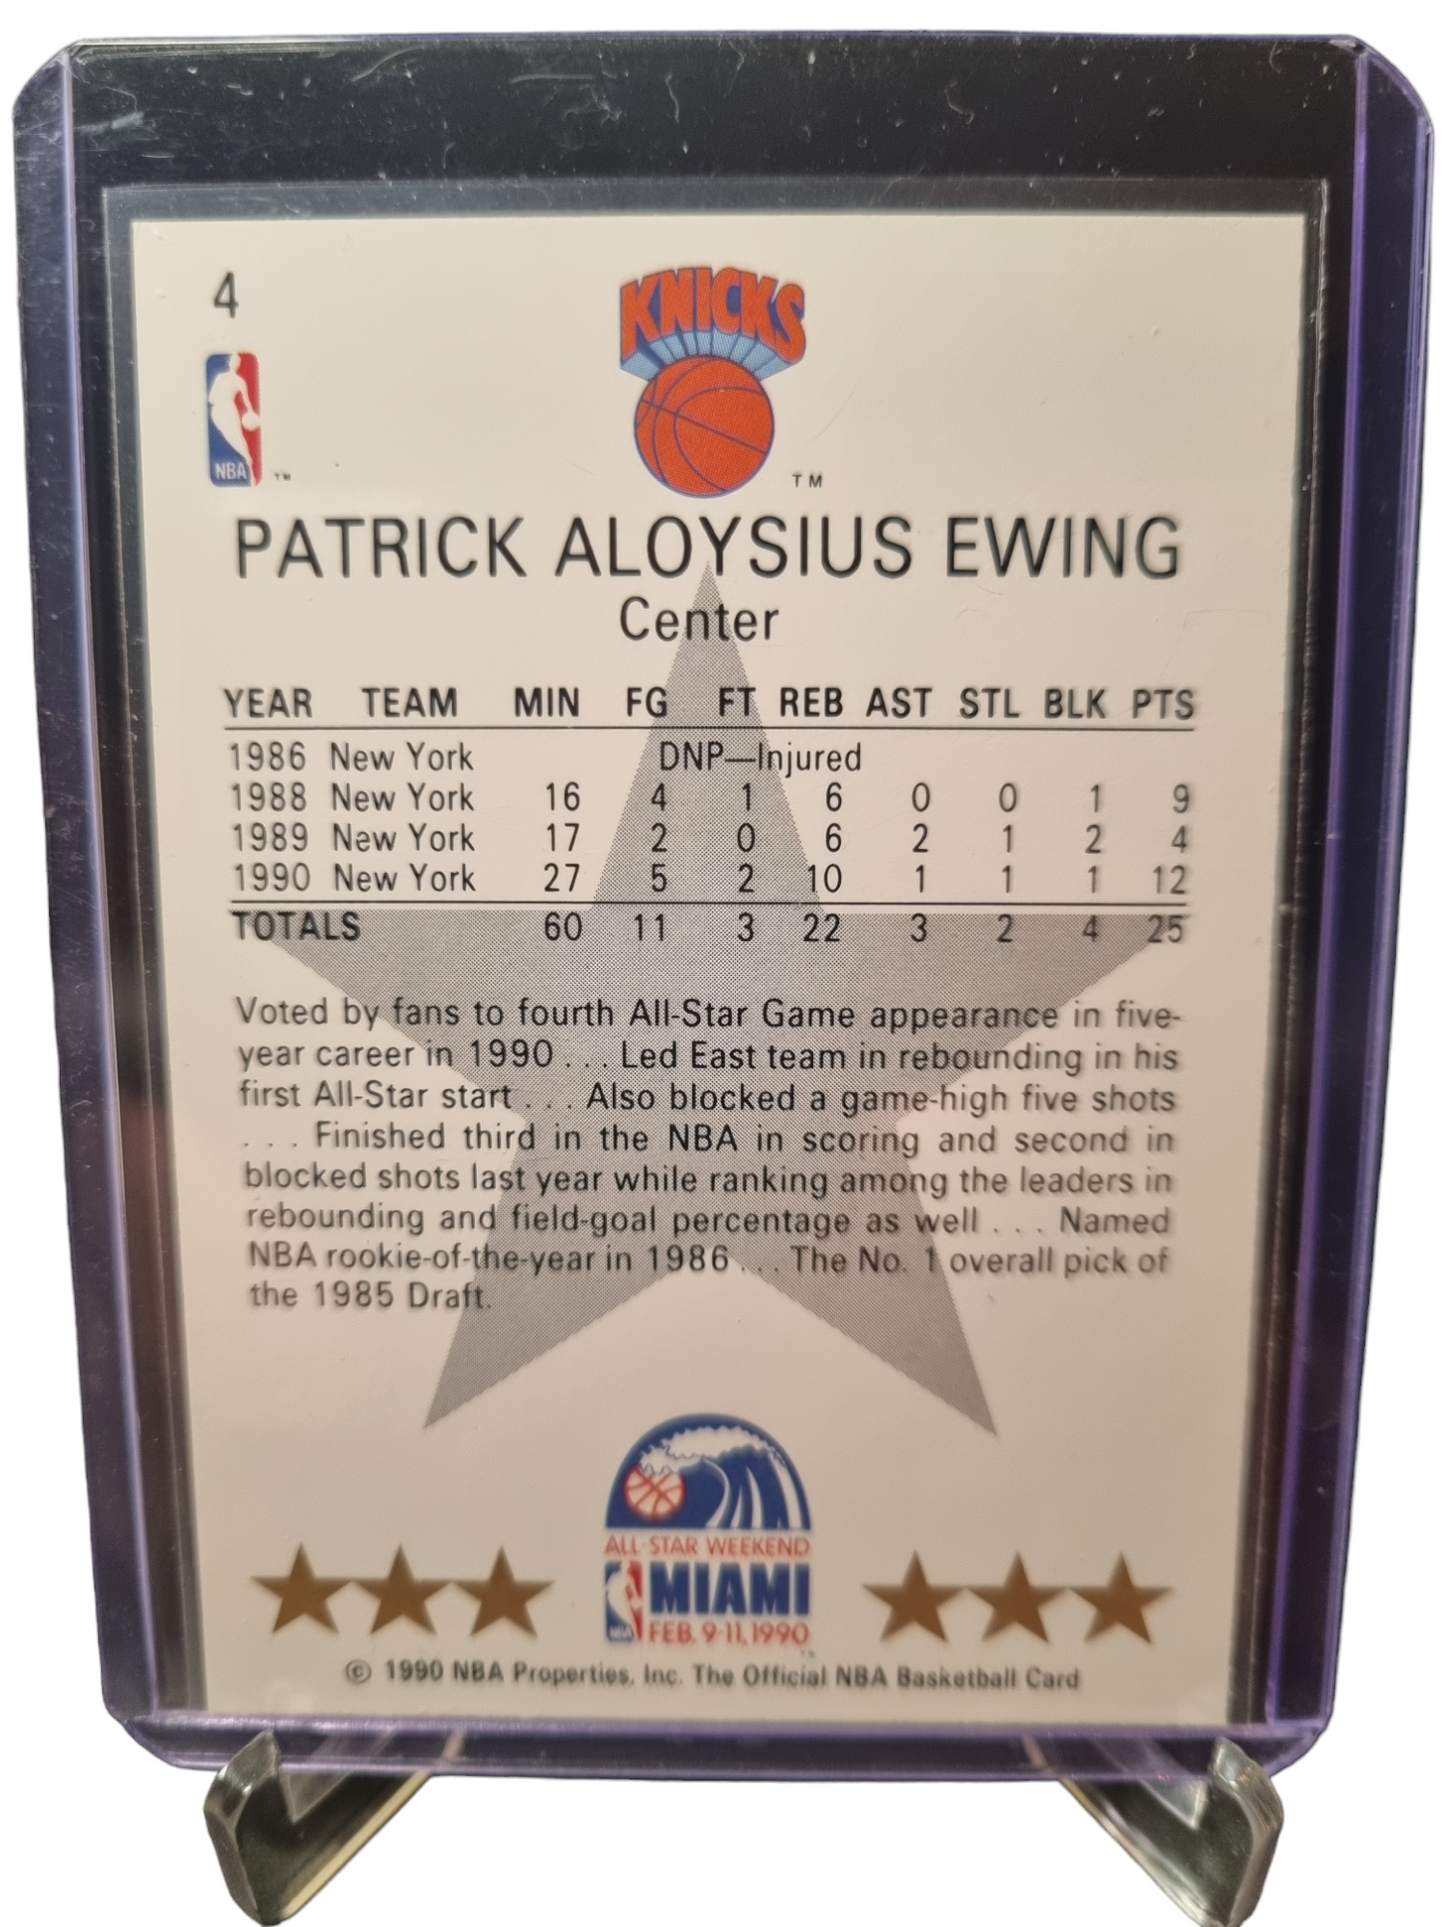 4
KNICKS
NBA
TM
TM
PATRICK ALOYSIUS EWING
Center
YEAR TEAM MIN FG FT REB AST STL BLK PTS
1986 New York DNP—Injured
1988 New York 16 4 1 6 0 0 1 9
1989 New York 17 2 0 6 2 1 2 4
1990 New York 27 5 2 10 1 1 1 12
TOTALS 60 11 3 22 3 2 4 25
Voted by fans to fourth All-Star Game appearance in five-
year career in 1990 . . . Led East team in rebounding in his
first All-Star start . . . Also blocked a game-high five shots
. . . Finished third in the NBA in scoring and second in
blocked shots last year while ranking among the leaders in
rebounding and field-goal percentage as well . . . Named
NBA rookie-of-the-year in 1986 . . . The No. 1 overall pick of
the 1985 Draft.
ALL-STAR WEEKEND
NBA MIAMI
FEB. 9-11, 1990
© 1990 NBA Properties, Inc. The Official NBA Basketball Card